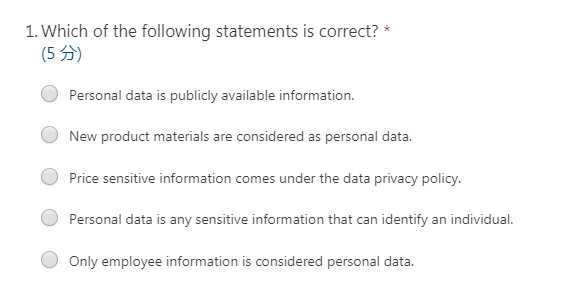 1. Which of the following statements is correct? *
(5 分)
Personal data is publicly available information.
New product materials are considered as personal data.
Price sensitive information comes under the data privacy policy.
Personal data is any sensitive information that can identify an individual.
Only employee information is considered personal data.